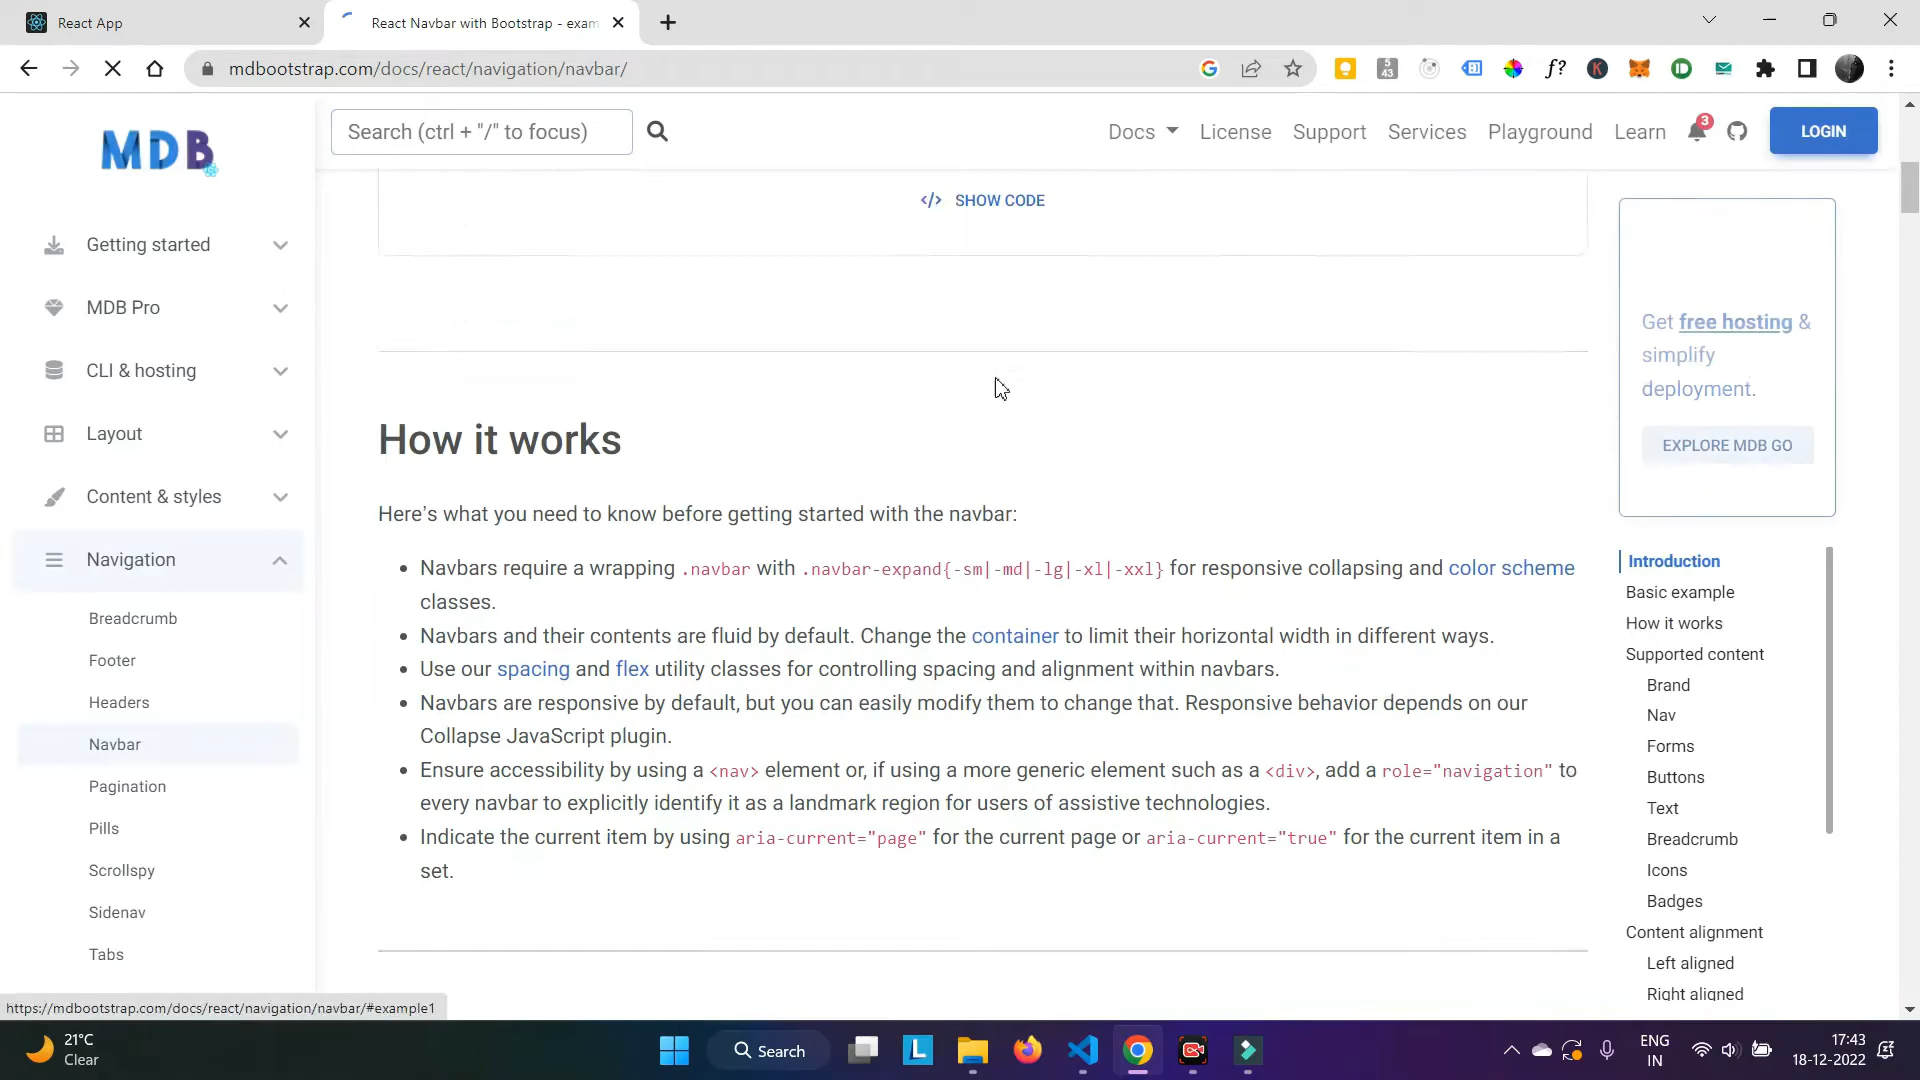 React App
React Navbar with Bootstrap - exam
mdbootstrap.com/docs/react/navigation/navbar/
5
43
f?
K
MDB
Search (ctrl + "/" to focus)
Docs
License
Support
Services
Playground
Learn
3
LOGIN
Getting started
MDB Pro
CLI & hosting
Layout
Content & styles
Navigation
Breadcrumb
Footer
Headers
Navbar
Pagination
Pills
Scrollspy
Sidenav
Tabs
</> SHOW CODE
How it works
Here's what you need to know before getting started with the navbar:
Navbars require a wrapping .navbar with .navbar-expand{-sm|-md|-lg|-xl|-xxl} for responsive collapsing and color scheme
classes.
Navbars and their contents are fluid by default. Change the container to limit their horizontal width in different ways.
Use our spacing and flex utility classes for controlling spacing and alignment within navbars.
Navbars are responsive by default, but you can easily modify them to change that. Responsive behavior depends on our
Collapse JavaScript plugin.
Ensure accessibility by using a <nav> element or, if using a more generic element such as a <div>, add a role="navigation" to
every navbar to explicitly identify it as a landmark region for users of assistive technologies.
Indicate the current item by using aria-current="page" for the current page or aria-current="true" for the current item in a
set.
Get free hosting &
simplify
deployment.
EXPLORE MDB GO
Introduction
Basic example
How it works
Supported content
Brand
Nav
Forms
Buttons
Text
Breadcrumb
Icons
Badges
Content alignment
Left aligned
Right aligned
https://mdbootstrap.com/docs/react/navigation/navbar/#example1
21°C
Clear
Search
L
ENG
IN
17:43
18-12-2022